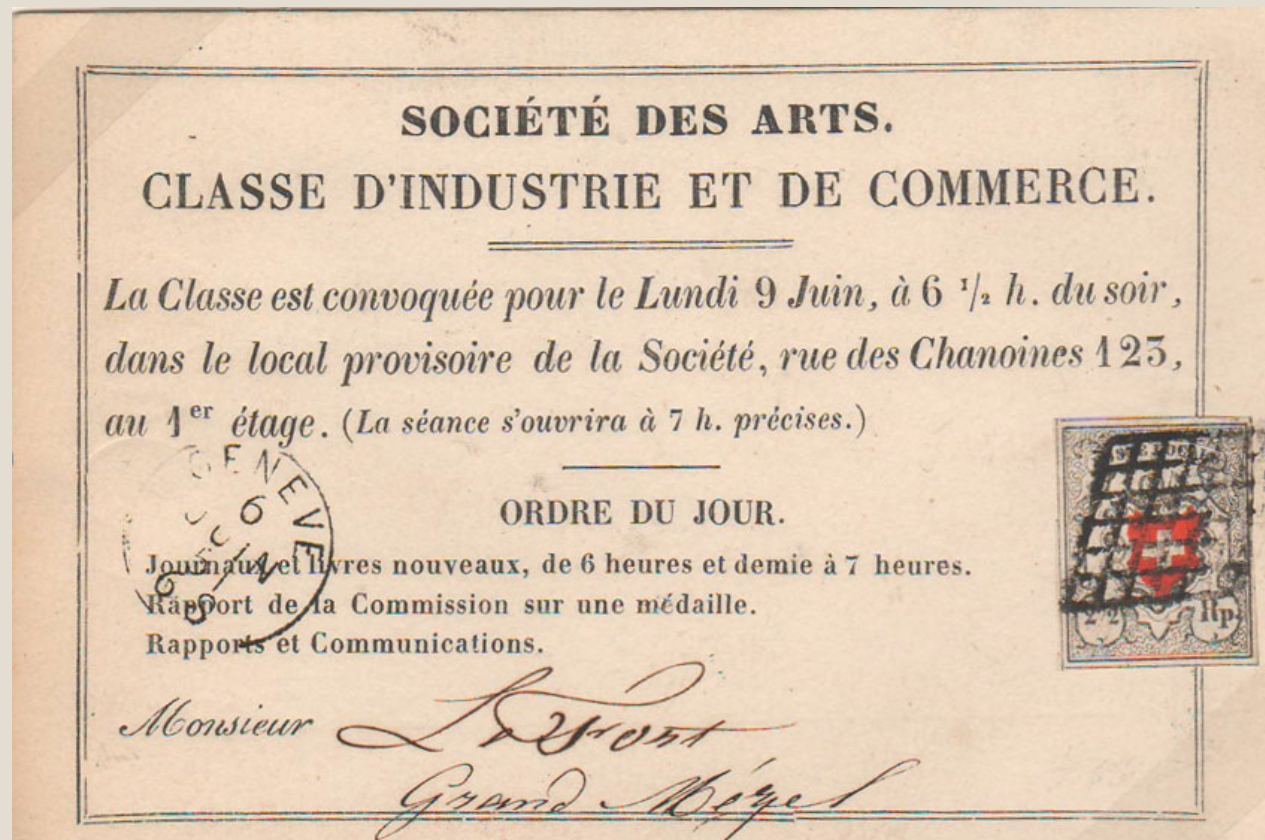 SOCIÉTÉ DES ARTS.
CLASSE D'INDUSTRIE ET DE COMMERCE.
La Classe est convoquée pour le Lundi 9 Juin, à 6 1/2 h. du soir,
dans le local provisoire de la Société, rue des Chanoines 123,
au 1er étage. (La séance s'ouvrira à 7 h. précises.)
ORDRE DU JOUR.
Journaux et livres nouveaux, de 6 heures et demie à 7 heures.
Rapport de la Commission sur une médaille.
Rapports et Communications.
Monsieur
Grand Mézel
GENEVE
6
JUIN
Rp.